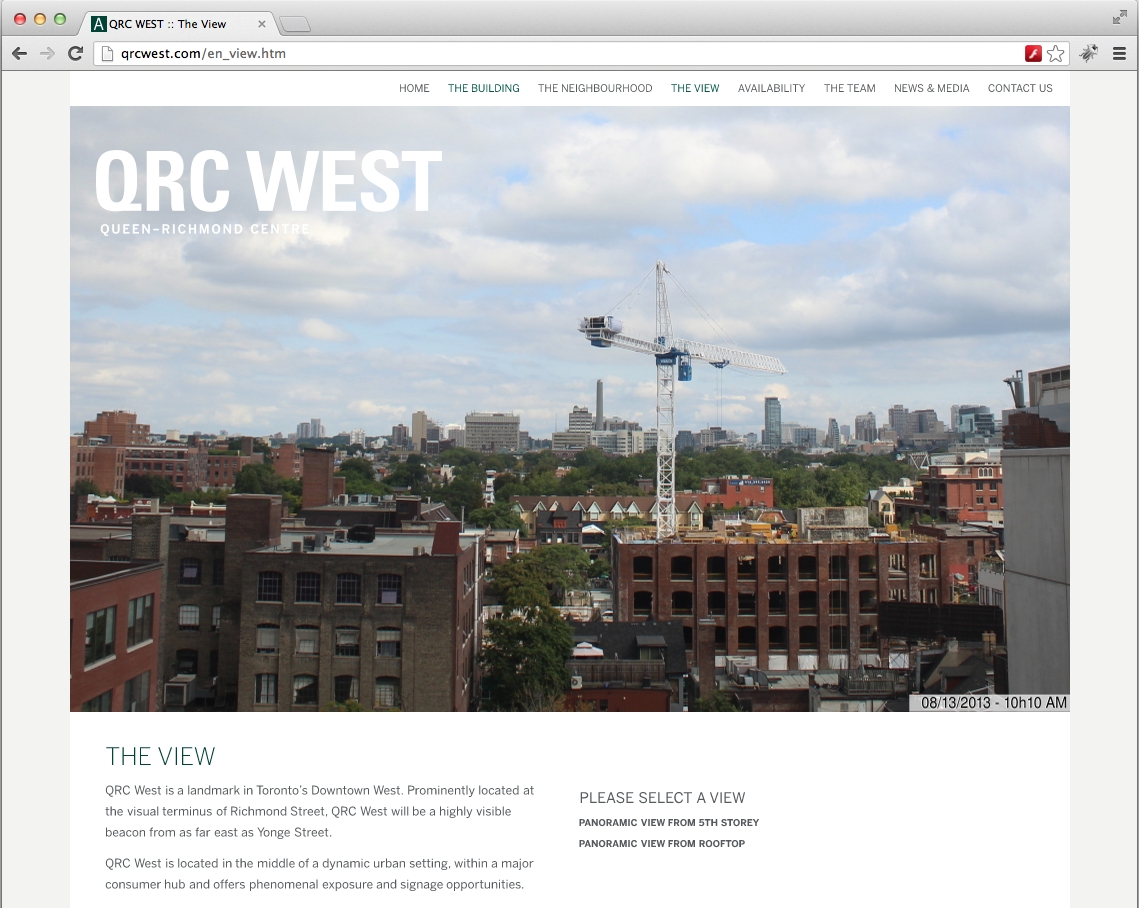 QRC WEST :: The View
qrcwest.com/en_view.htm
HOME THE BUILDING THE NEIGHBOURHOOD THE VIEW AVAILABILITY THE TEAM NEWS & MEDIA CONTACT US
QRC WEST
QUEEN–RICHMOND CENTRE
08/13/2013 - 10h10 AM
THE VIEW
QRC West is a landmark in Toronto’s Downtown West. Prominently located at
the visual terminus of Richmond Street, QRC West will be a highly visible
beacon from as far east as Yonge Street.
QRC West is located in the middle of a dynamic urban setting, within a major
consumer hub and offers phenomenal exposure and signage opportunities.
PLEASE SELECT A VIEW
PANORAMIC VIEW FROM 5TH STOREY
PANORAMIC VIEW FROM ROOFTOP